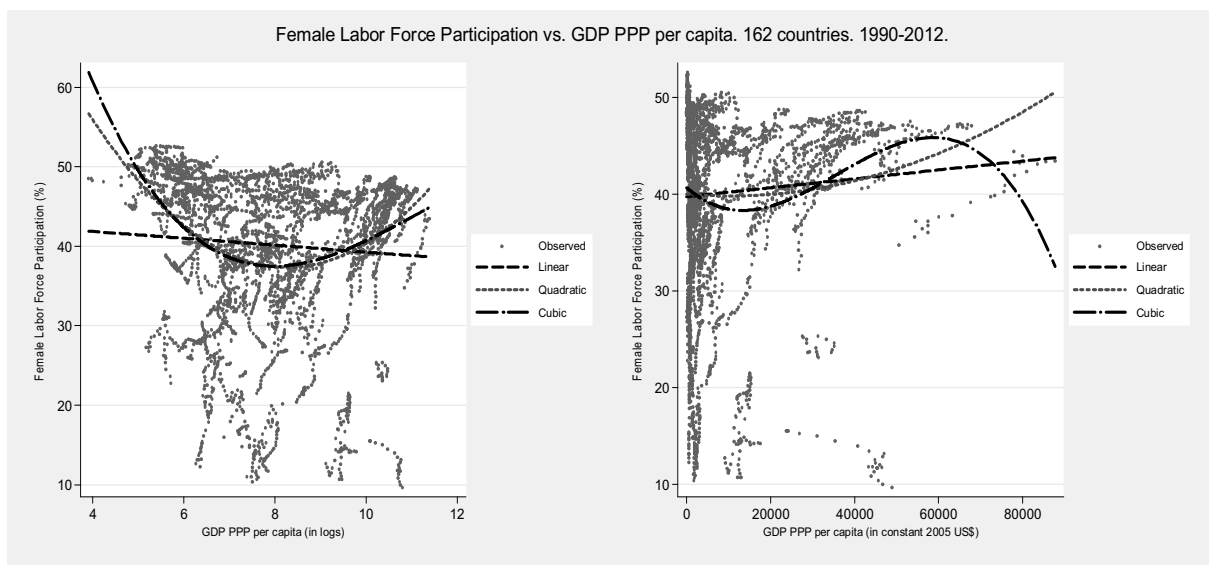 Female Labor Force Participation vs. GDP PPP per capita. 162 countries. 1990-2012.
Female Labor Force Participation (%)
60
50
40
30
20
10
4 6 8 10 12
GDP PPP per capita (in logs)
Observed
Linear
Quadratic
Cubic
Female Labor Force Participation (%)
50
40
30
20
10
0 20000 40000 60000 80000
GDP PPP per capita (in constant 2005 US$)
Observed
Linear
Quadratic
Cubic